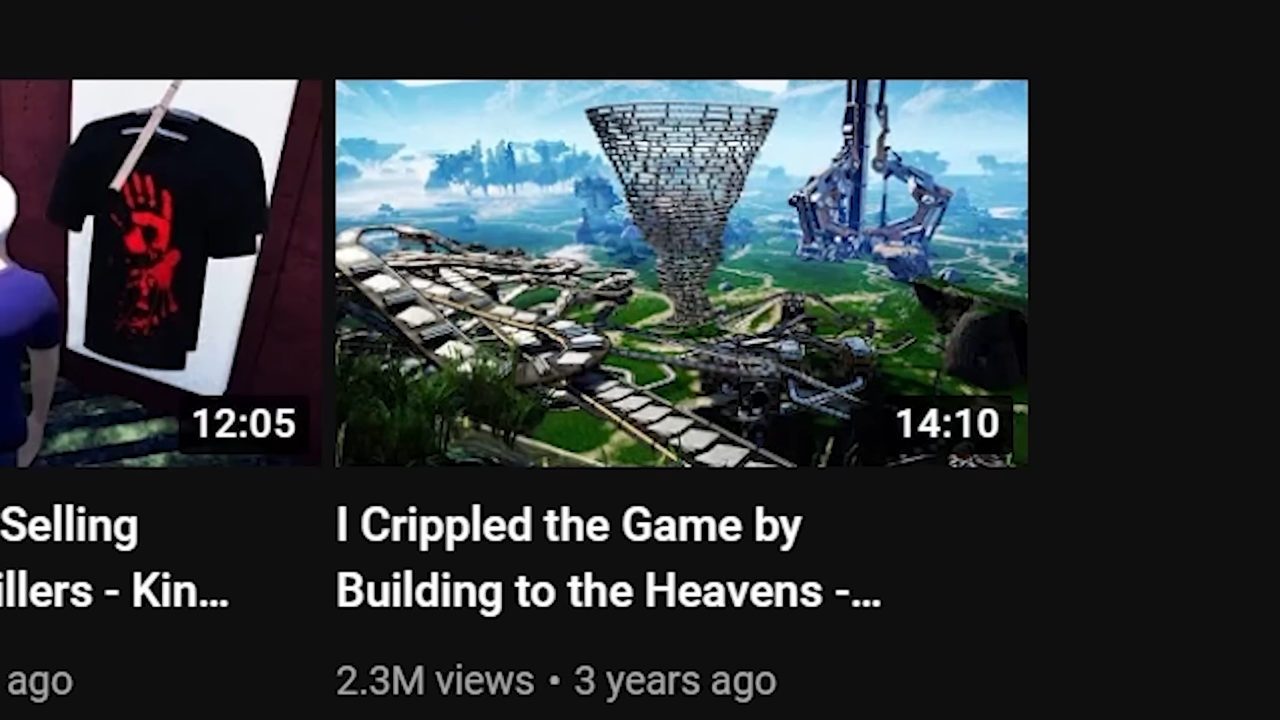 12:05
14:10
Selling
illers - Kin...
ago
I Crippled the Game by
Building to the Heavens -...
2.3M views • 3 years ago